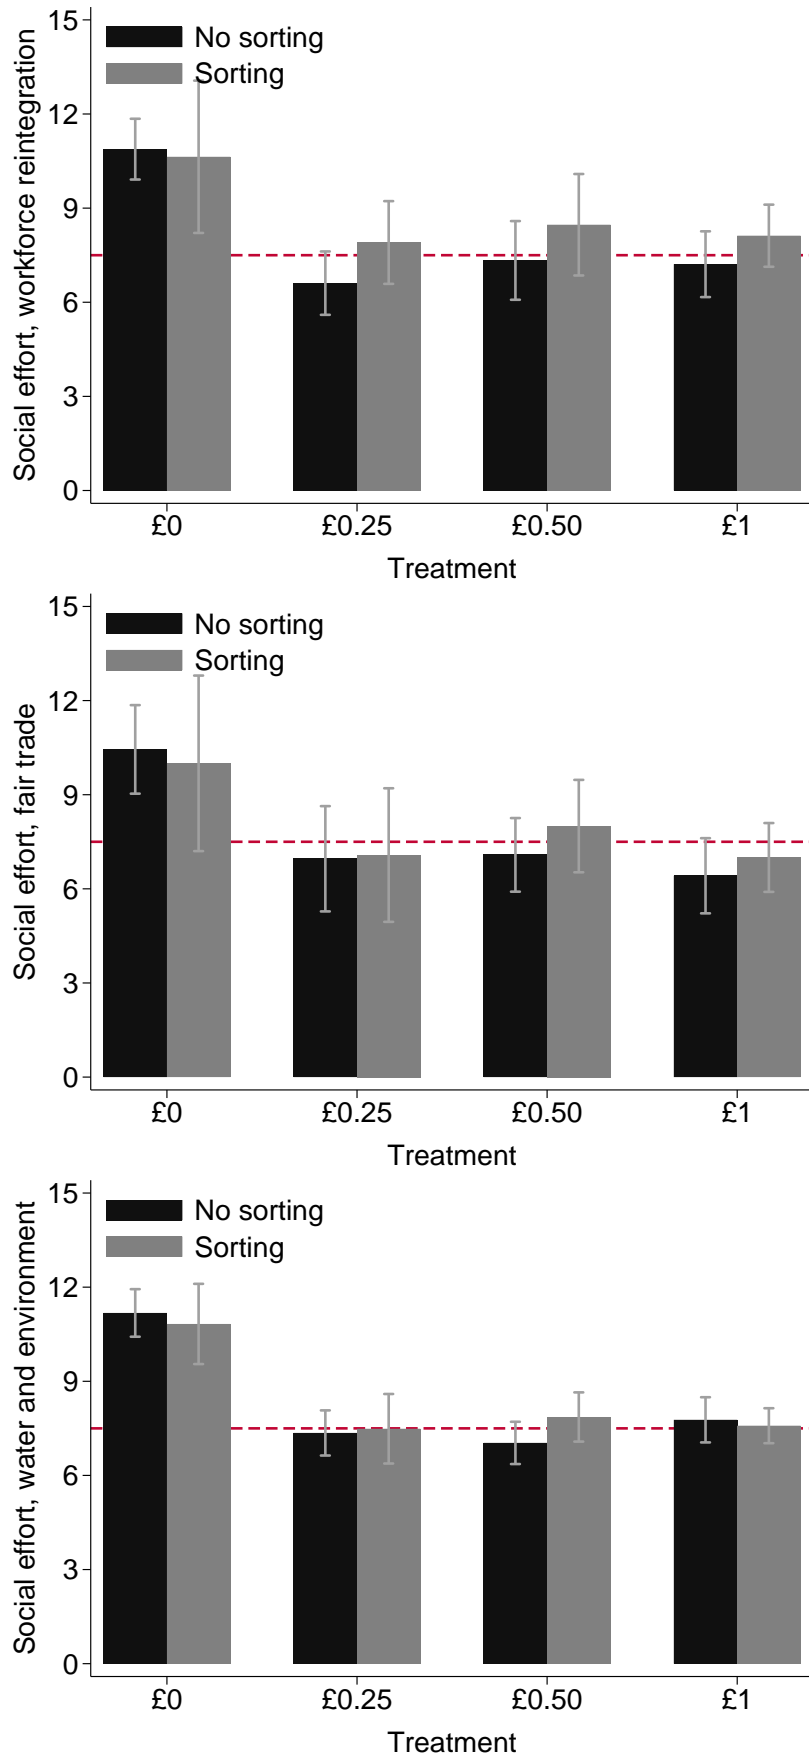 Social effort, workforce reintegration
15
12
9
6
3
0
No sorting
Sorting
£0 £0.25 £0.50 £1
Treatment
Social effort, fair trade
15
12
9
6
3
0
No sorting
Sorting
£0 £0.25 £0.50 £1
Treatment
Social effort, water and environment
15
12
9
6
3
0
No sorting
Sorting
£0 £0.25 £0.50 £1
Treatment